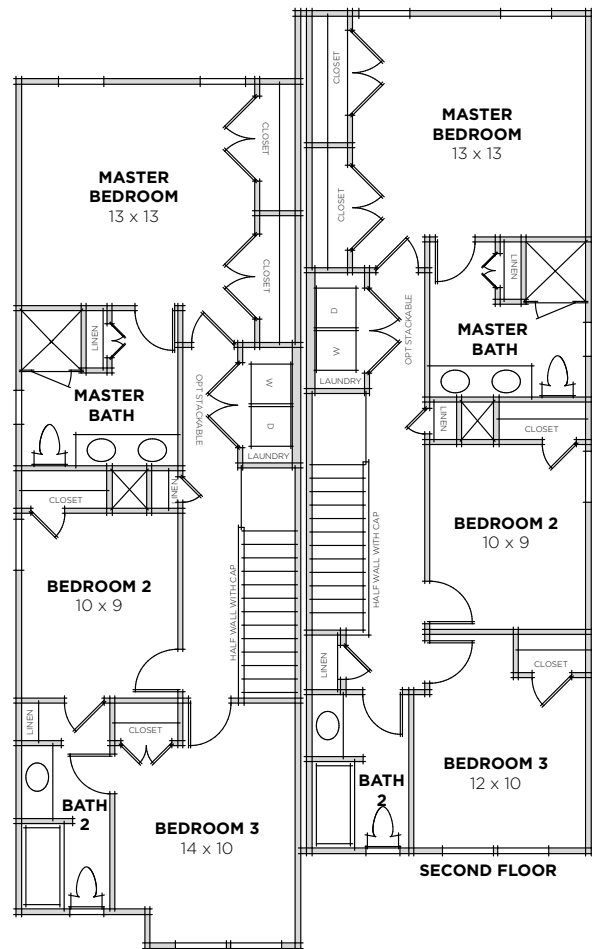 MASTER
BEDROOM
13 x 13
CLOSET
CLOSET
LINEN
MASTER
BATH
OPT STACKABLE
W
D
LAUNDRY
CLOSET
LINEN
BEDROOM 2
10 x 9
HALF WALL WITH CAP
LINEN
CLOSET
BATH
2
BEDROOM 3
14 x 10
CLOSET
MASTER
BEDROOM
13 x 13
CLOSET
D
W
LAUNDRY
OPT STACKABLE
LINEN
MASTER
BATH
LINEN
CLOSET
BEDROOM 2
10 x 9
HALF WALL WITH CAP
LINEN
CLOSET
BATH
2
BEDROOM 3
12 x 10
SECOND FLOOR